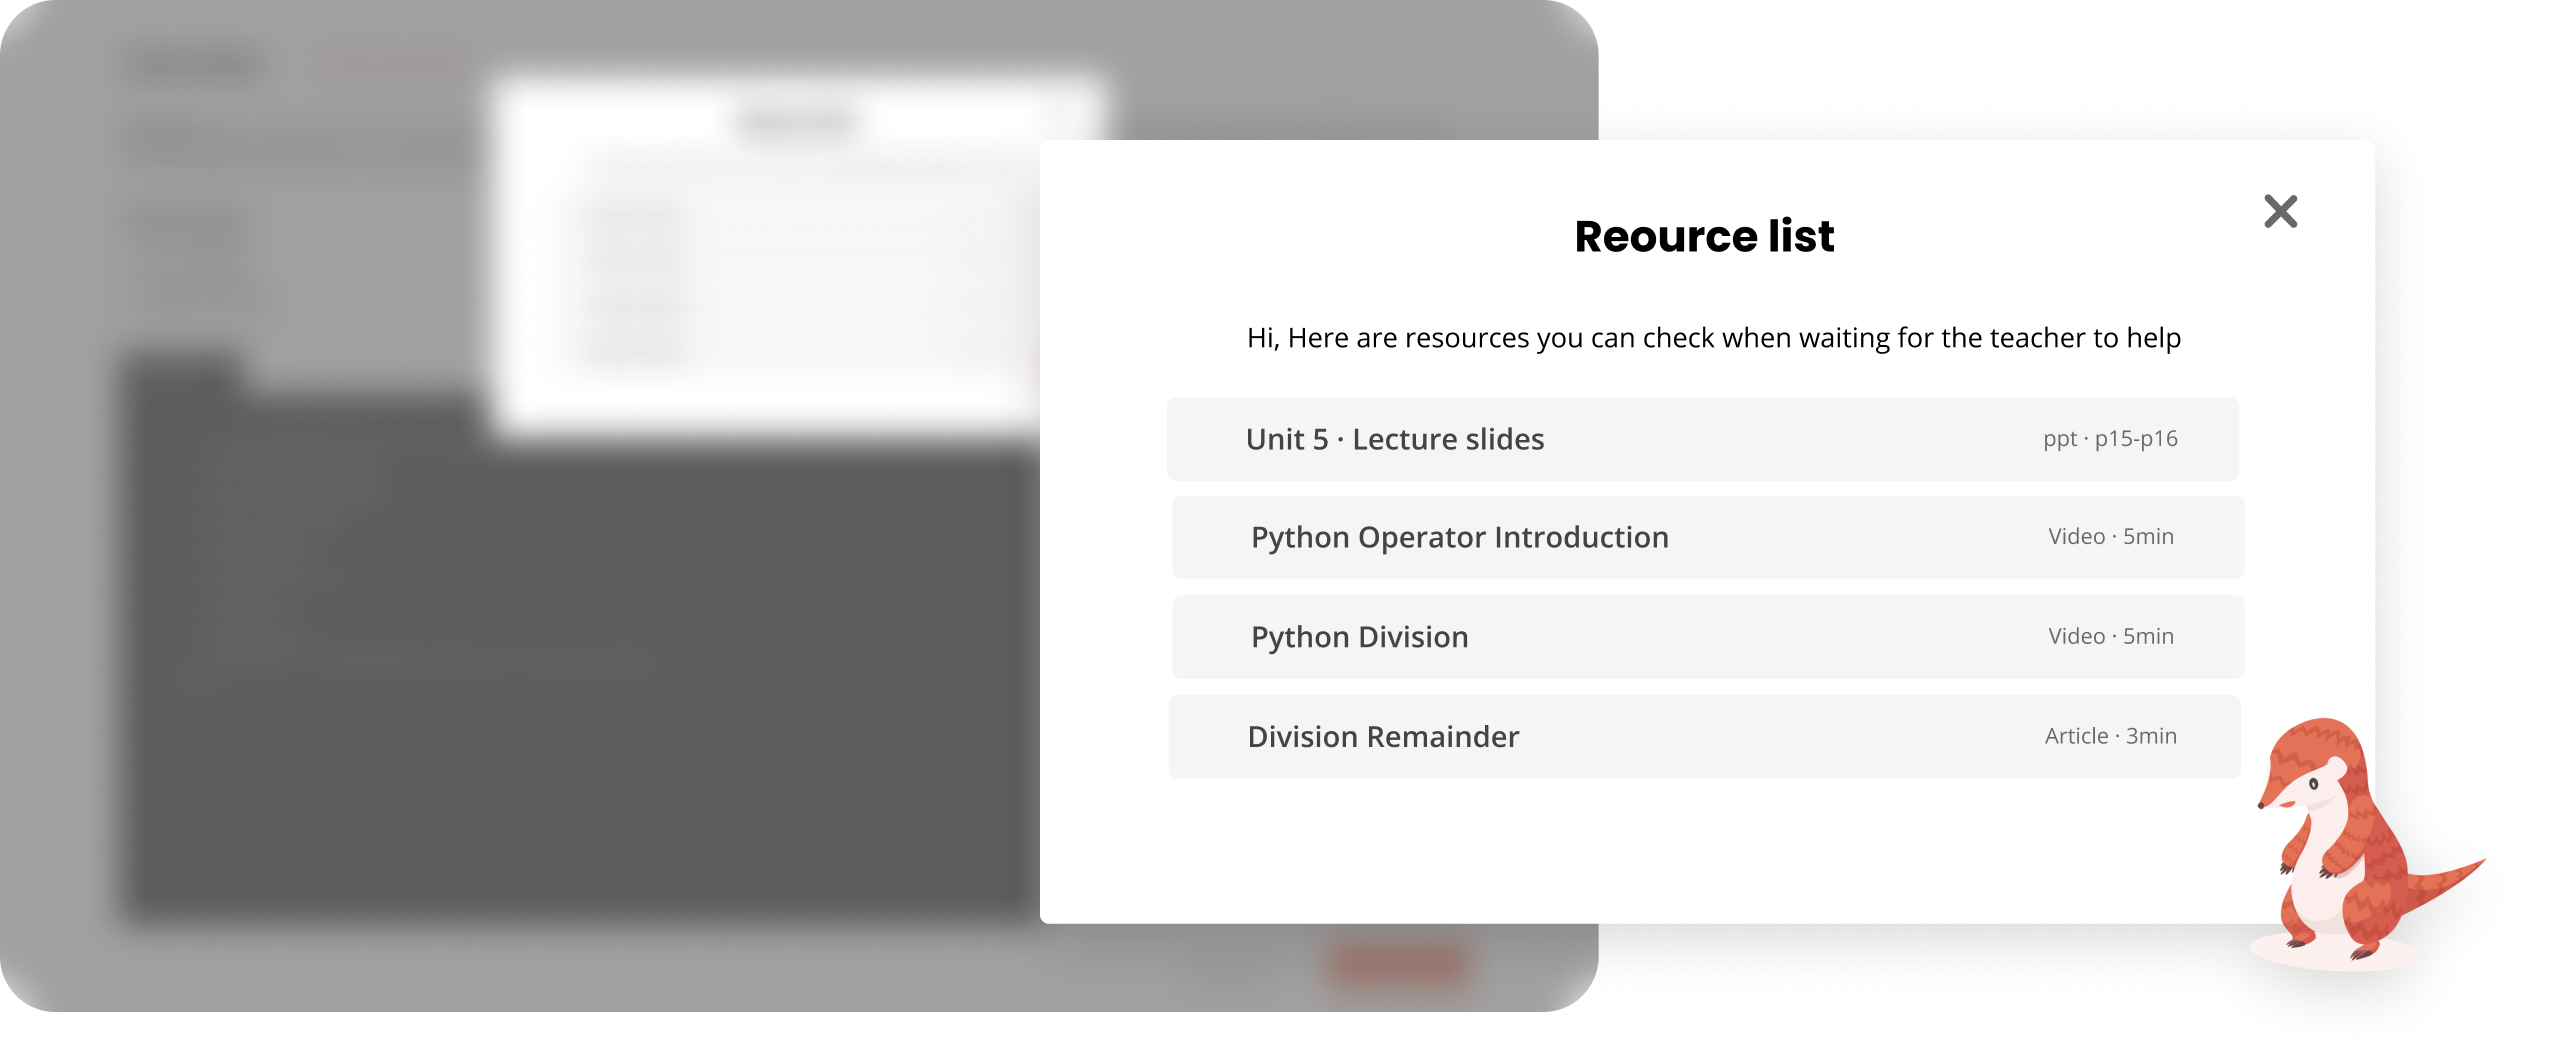 Reource list
Hi, Here are resources you can check when waiting for the teacher to help
Unit 5 · Lecture slides ppt · p15-p16
Python Operator Introduction Video · 5min
Python Division Video · 5min
Division Remainder Article · 3min